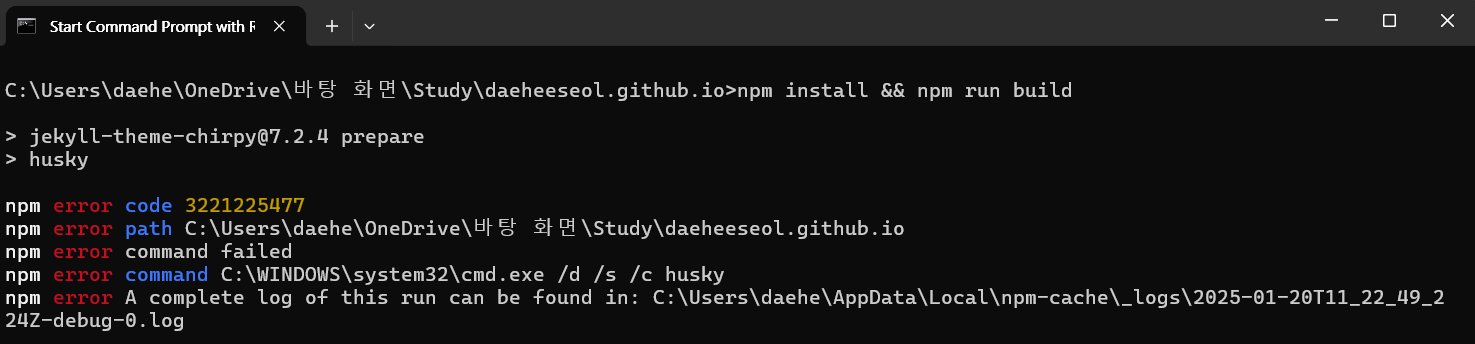 Start Command Prompt with R
C:\Users\daehe\OneDrive\바탕 화면\Study\daeheeseol.github.io>npm install && npm run build
> jekyll-theme-chirpy@7.2.4 prepare
> husky
npm error code 3221225477
npm error path C:\Users\daehe\OneDrive\바탕 화면\Study\daeheeseol.github.io
npm error command failed
npm error command C:\WINDOWS\system32\cmd.exe /d /s /c husky
npm error A complete log of this run can be found in: C:\Users\daehe\AppData\Local\npm-cache\_logs\2025-01-20T11_22_49_2
24Z-debug-0.log